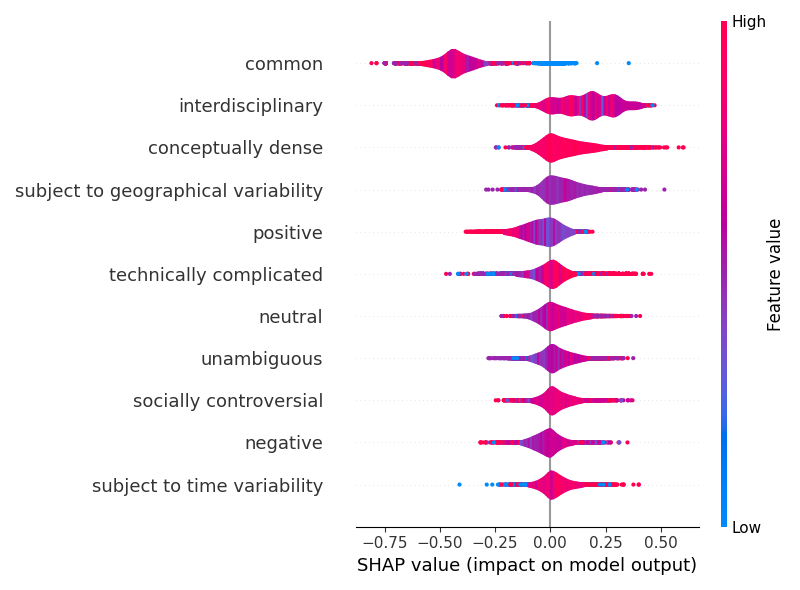 High
common
interdisciplinary
conceptually dense
subject to geographical variability
positive
technically complicated
neutral
unambiguous
socially controversial
negative
subject to time variability
Feature value
Low
−0.75 −0.50 −0.25 0.00 0.25 0.50
SHAP value (impact on model output)